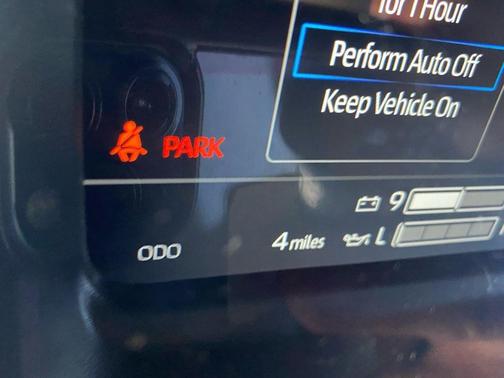 for 1 Hour
Perform Auto Off
Keep Vehicle On
PARK
9
ODO 4 miles L